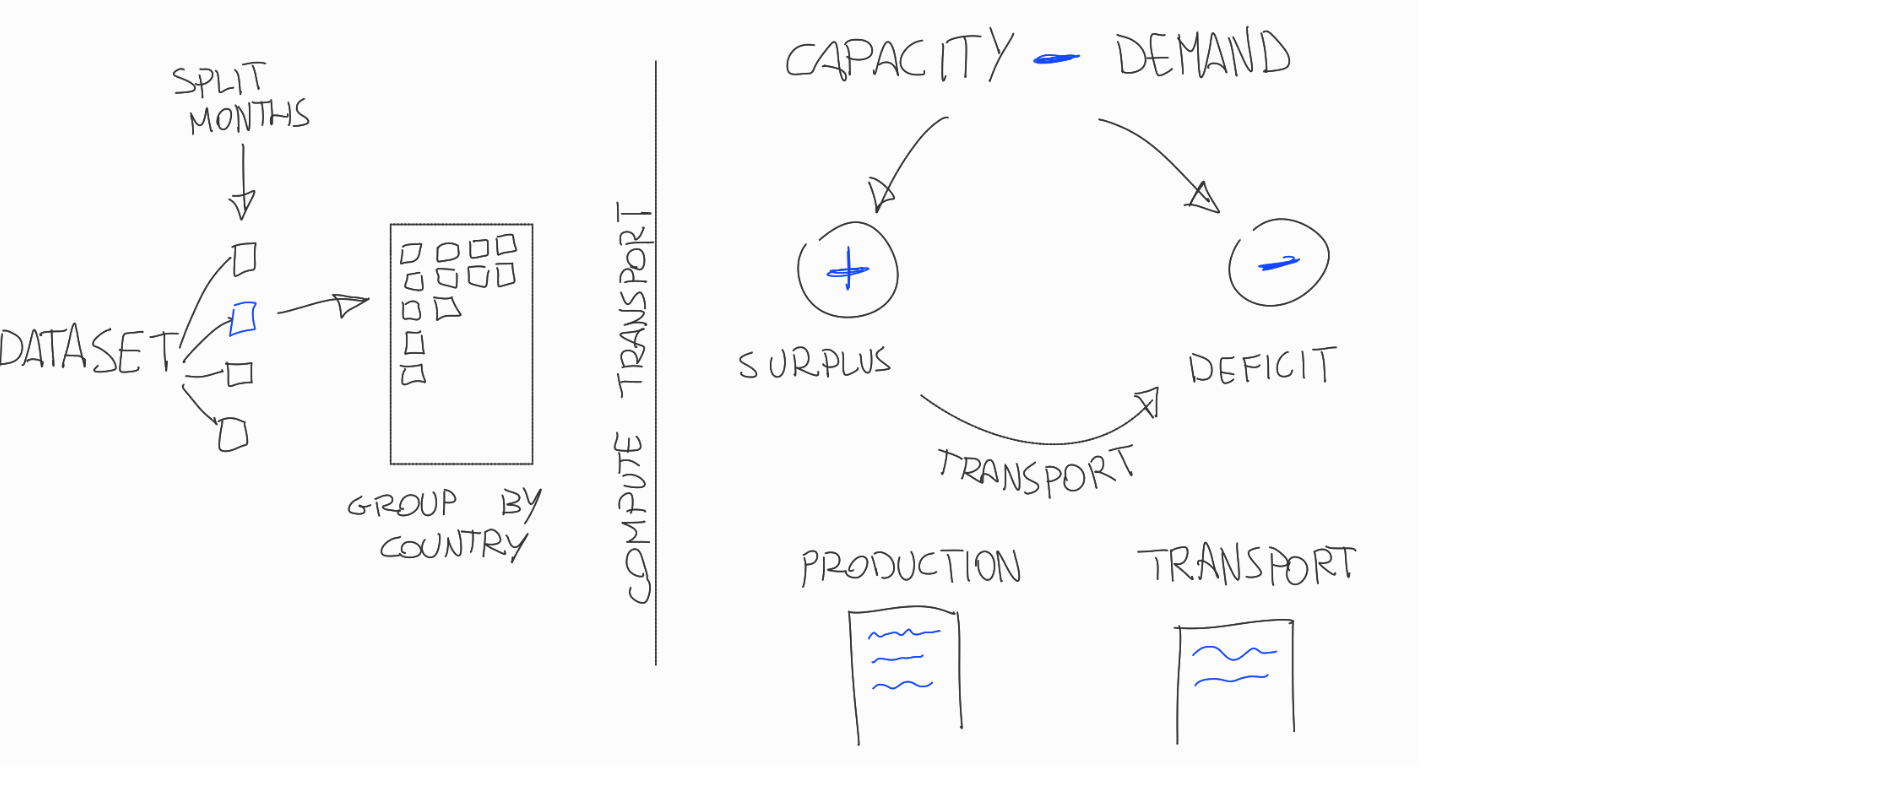 SPLIT
MONTHS
DATASET
GROUP BY
COUNTRY
COMPUTE TRANSPORT
CAPACITY - DEMAND
+
-
SURPLUS
DEFICIT
TRANSPORT
PRODUCTION
TRANSPORT